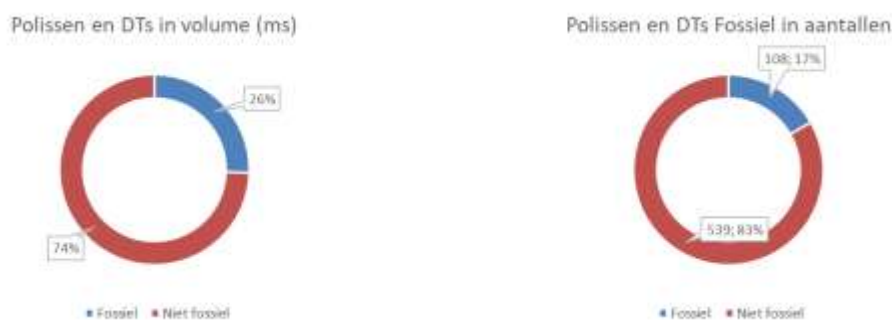 Polissen en DTs in volume (ms)
26%
74%
Fossiel Niet fossiel
Polissen en DTs Fossiel in aantallen
108; 17%
539; 83%
Fossiel Niet fossiel